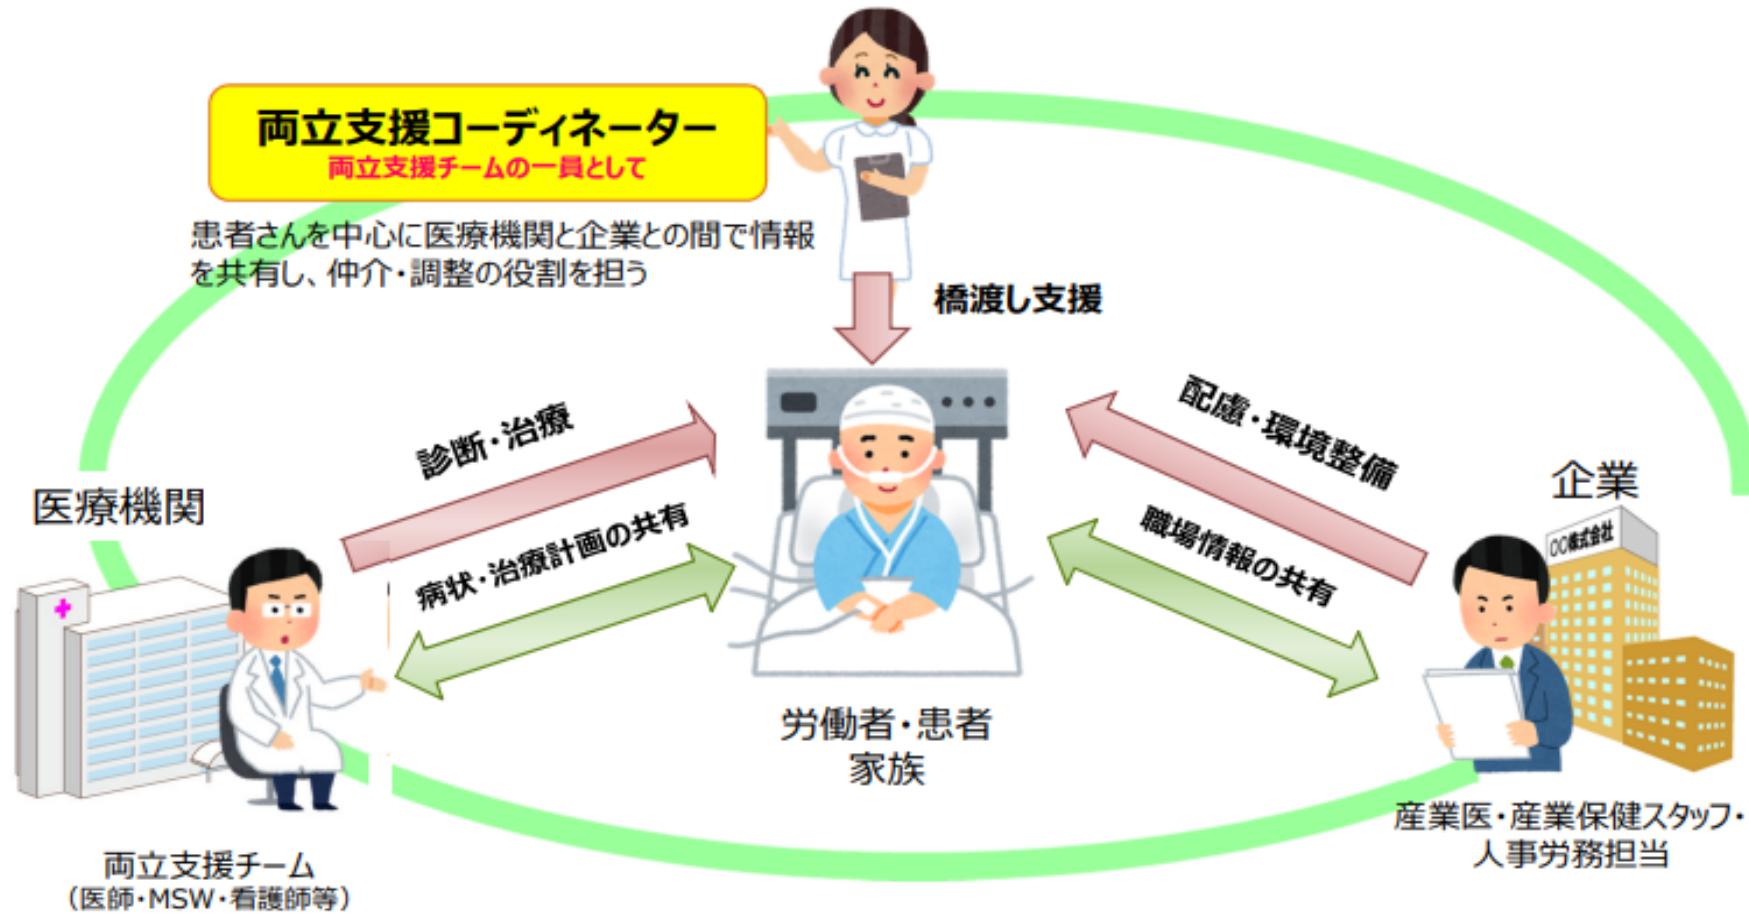 両立支援コーディネーター
両立支援チームの一員として
患者さんを中心に医療機関と企業との間で情報
を共有し、仲介・調整の役割を担う
橋渡し支援
診断・治療
病状・治療計画の共有
配慮・環境整備
職場情報の共有
医療機関
企業
〇〇株式会社
労働者・患者
家族
両立支援チーム
（医師・MSW・看護師等）
産業医・産業保健スタッフ・
人事労務担当